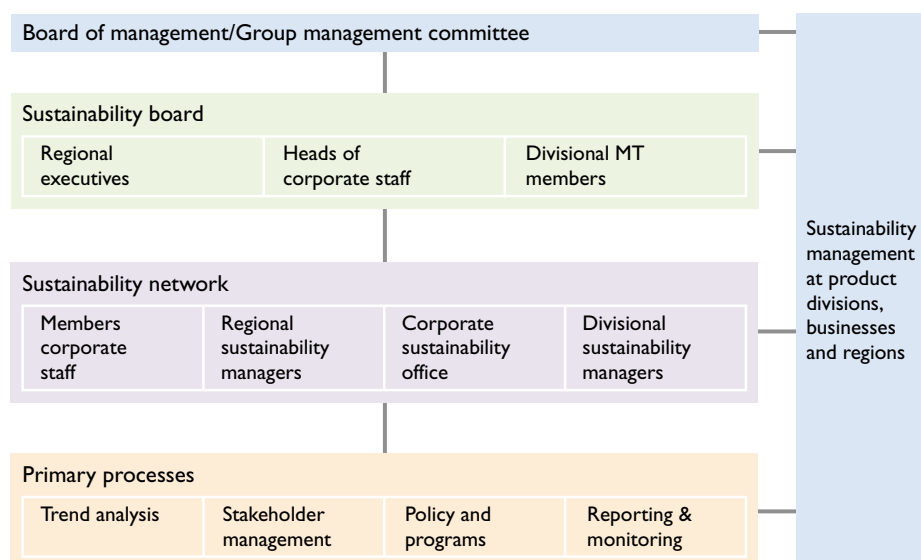 Board of management/Group management committee
Sustainability board
Regional
executives
Heads of
corporate staff
Divisional MT
members
Sustainability network
Members
corporate
staff
Regional
sustainability
managers
Corporate
sustainability
office
Divisional
sustainability
managers
Primary processes
Trend analysis
Stakeholder
management
Policy and
programs
Reporting &
monitoring
Sustainability
management
at product
divisions,
businesses
and regions